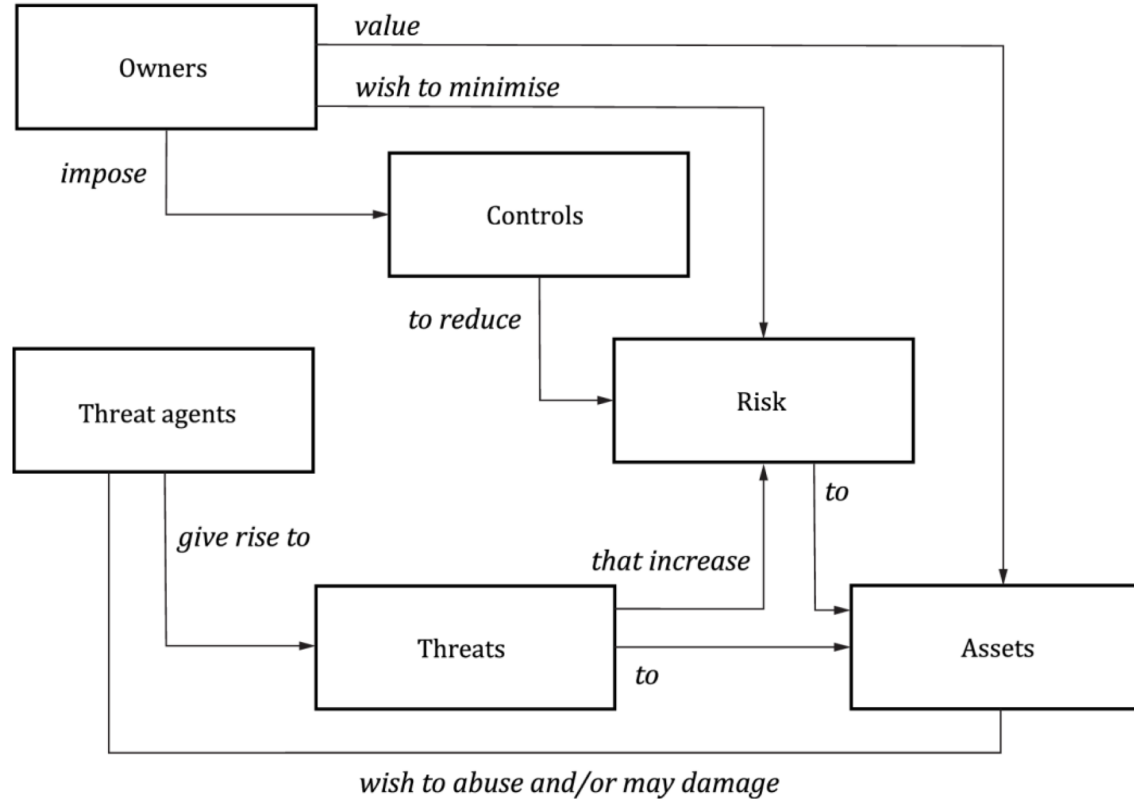 value
Owners
wish to minimise
impose
Controls
to reduce
Risk
Threat agents
to
give rise to
that increase
Threats
Assets
to
wish to abuse and/or may damage